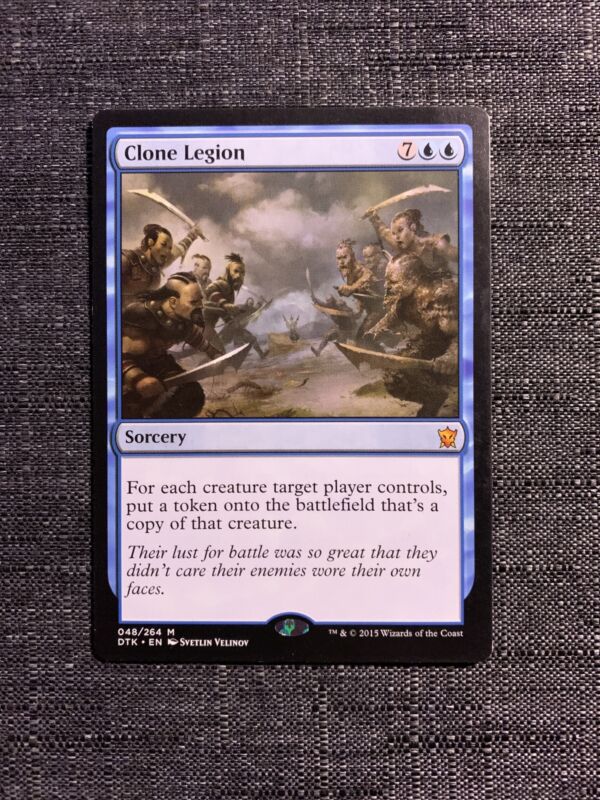 Clone Legion 7
Sorcery
For each creature target player controls,
put a token onto the battlefield that's a
copy of that creature.
Their lust for battle was so great that they
didn't care their enemies wore their own
faces.
048/264 M
DTK • EN Svetlin Velinov
™ & © 2015 Wizards of the Coast